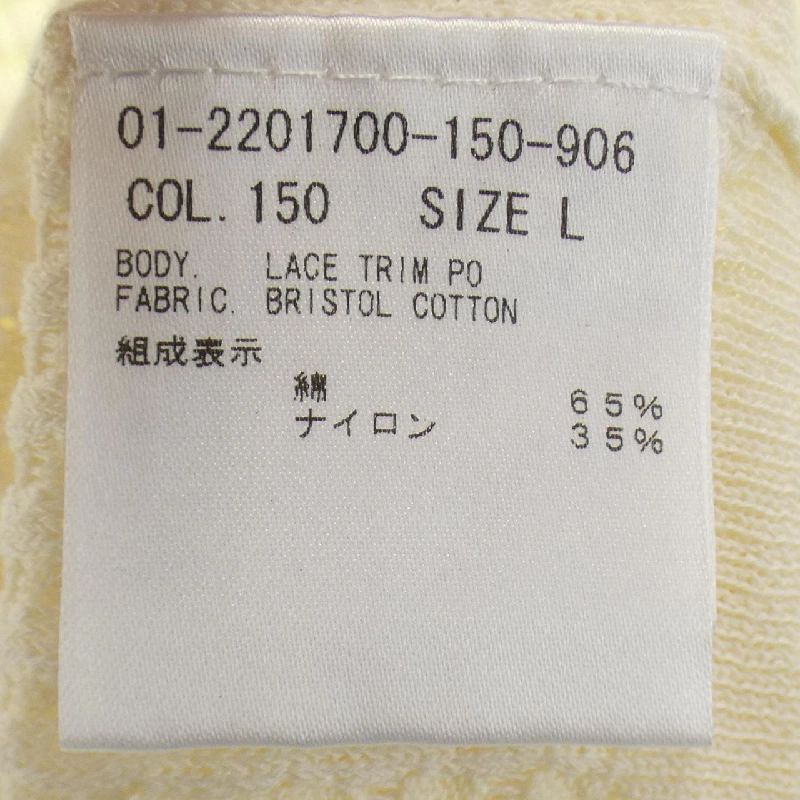 01-2201700-150-906
COL. 150 SIZE L
BODY. LACE TRIM PO
FABRIC. BRISTOL COTTON
組成表示
綿 65%
ナイロン 35%